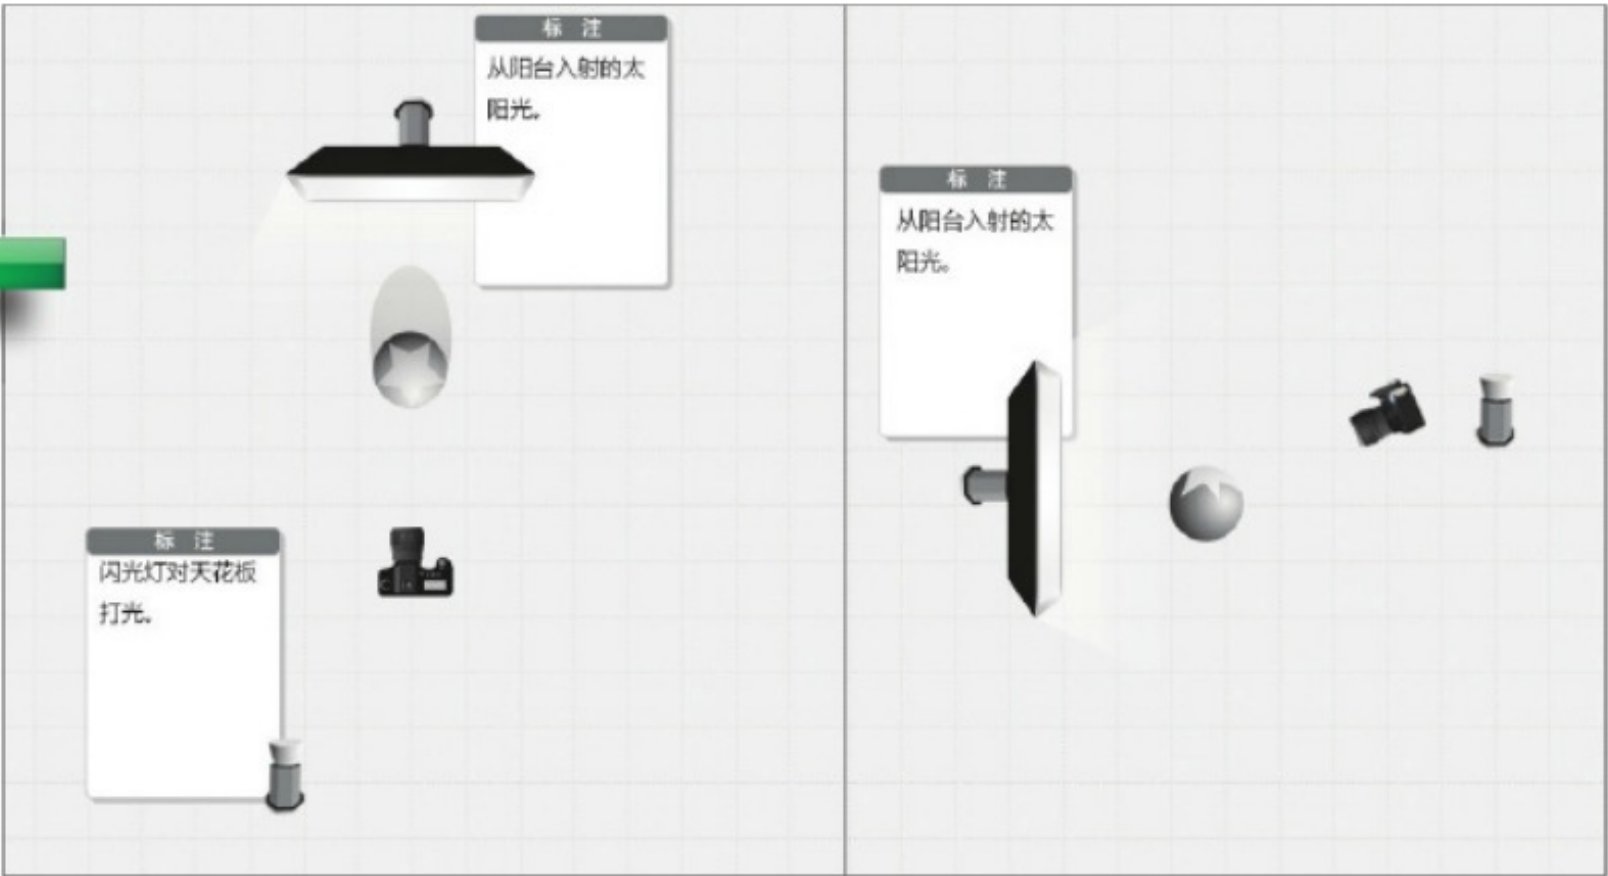 标 注
从阳台入射的太
阳光。
标 注
闪光灯对天花板
打光。
标 注
从阳台入射的太
阳光。